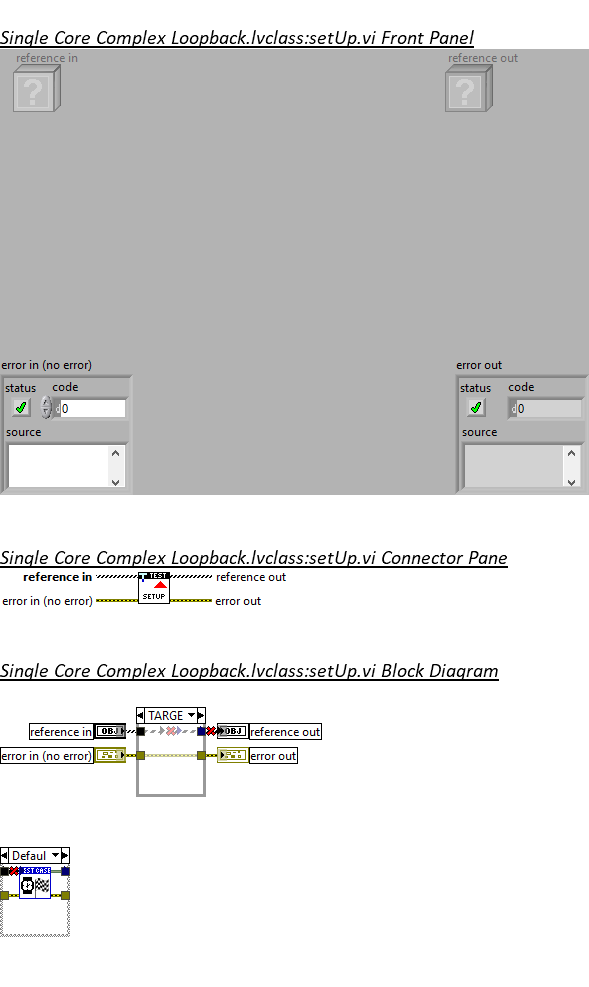 Single Core Complex Loopback.lvclass:setUp.vi Front Panel
reference in
reference out
?
?
error in (no error)
error out
status code
status code
d 0
d 0
source
source
Single Core Complex Loopback.lvclass:setUp.vi Connector Pane
reference in
reference out
TEST
SETUP
error in (no error)
error out
Single Core Complex Loopback.lvclass:setUp.vi Block Diagram
TARGE
reference in
OBJ
OBJ
reference out
error in (no error)
error out
Defaul
TEST CASE